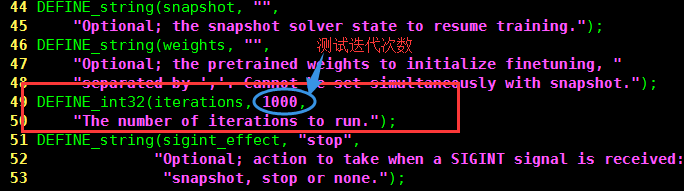 44 DEFINE_string(snapshot, "",
45 "Optional; the snapshot solver state to resume training.");
46 DEFINE_string(weights, "",
测试迭代次数
47 "Optional; the pretrained weights to initialize finetuning, "
48 "separated by ','. Cannot be set simultaneously with snapshot.");
49 DEFINE_int32(iterations, 1000,
50 "The number of iterations to run.");
51 DEFINE_string(sigint_effect, "stop",
52 "Optional; action to take when a SIGINT signal is received: "
53 "snapshot, stop or none.");